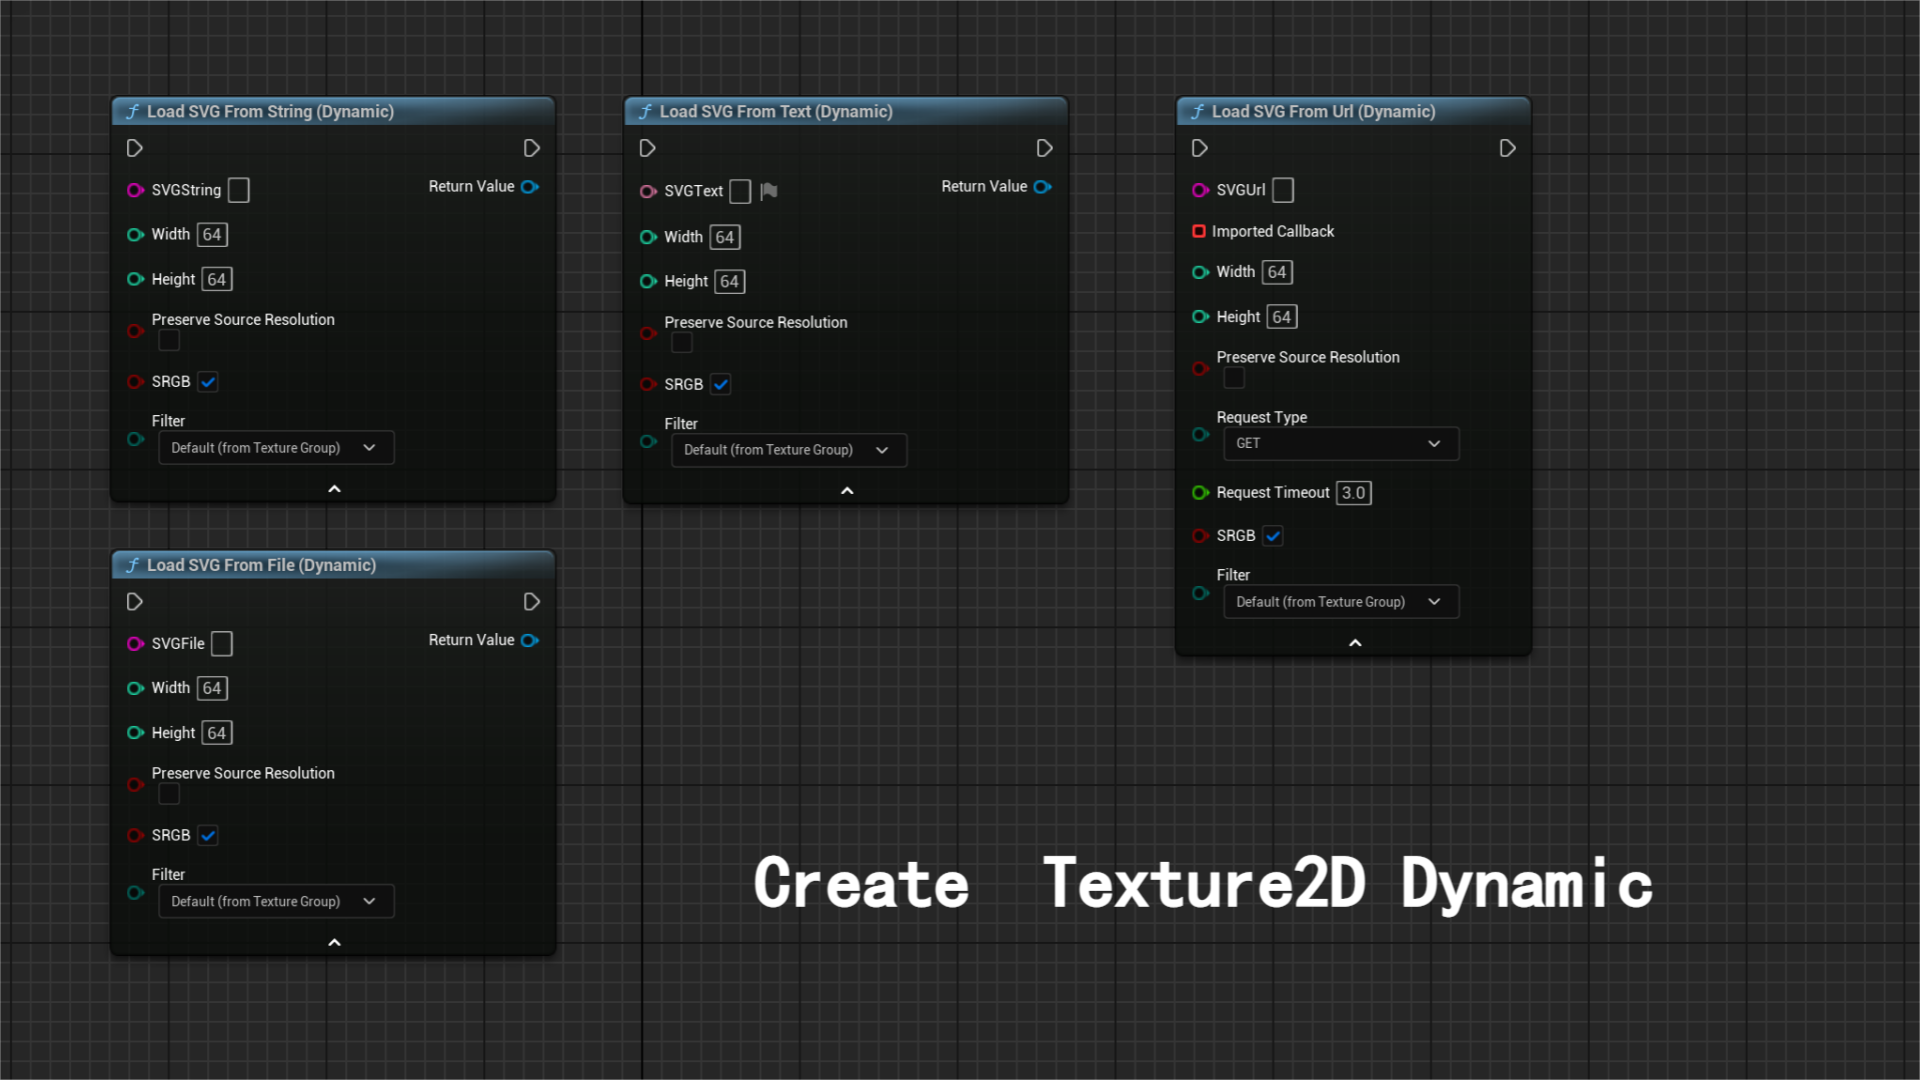 Load SVG From String (Dynamic)
SVGString
Return Value
Width 64
Height 64
Preserve Source Resolution
SRGB
Filter
Default (from Texture Group)
Load SVG From Text (Dynamic)
SVGText
Return Value
Width 64
Height 64
Preserve Source Resolution
SRGB
Filter
Default (from Texture Group)
Load SVG From Url (Dynamic)
SVGUrl
Imported Callback
Width 64
Height 64
Preserve Source Resolution
Request Type
GET
Request Timeout 3.0
SRGB
Filter
Default (from Texture Group)
Load SVG From File (Dynamic)
SVGFile
Return Value
Width 64
Height 64
Preserve Source Resolution
SRGB
Filter
Default (from Texture Group)
Create Texture2D Dynamic